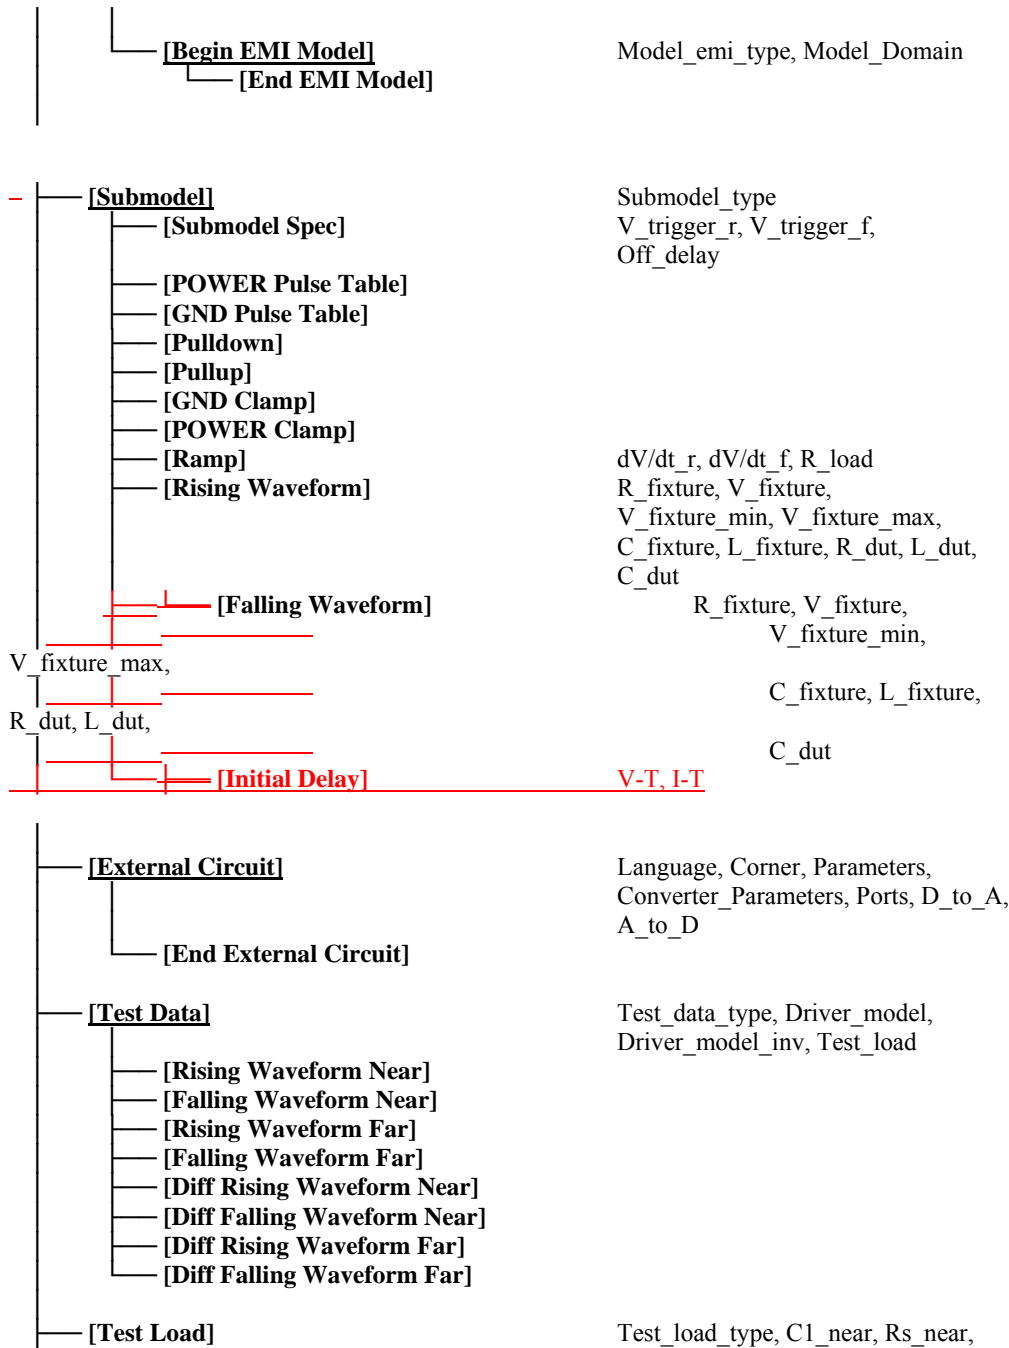 [Begin EMI Model] Model_emi_type, Model_Domain
[End EMI Model]
[Submodel] Submodel_type
[Submodel Spec] V_trigger_r, V_trigger_f,
Off_delay
[POWER Pulse Table]
[GND Pulse Table]
[Pulldown]
[Pullup]
[GND Clamp]
[POWER Clamp]
[Ramp] dV/dt_r, dV/dt_f, R_load
[Rising Waveform] R_fixture, V_fixture,
V_fixture_min, V_fixture_max,
C_fixture, L_fixture, R_dut, L_dut,
C_dut
[Falling Waveform] R_fixture, V_fixture,
V_fixture_min,
V_fixture_max,
C_fixture, L_fixture,
R_dut, L_dut,
C_dut
[Initial Delay] V-T, I-T
[External Circuit] Language, Corner, Parameters,
Converter_Parameters, Ports, D_to_A,
A_to_D
[End External Circuit]
[Test Data] Test_data_type, Driver_model,
Driver_model_inv, Test_load
[Rising Waveform Near]
[Falling Waveform Near]
[Rising Waveform Far]
[Falling Waveform Far]
[Diff Rising Waveform Near]
[Diff Falling Waveform Near]
[Diff Rising Waveform Far]
[Diff Falling Waveform Far]
[Test Load] Test_load_type, C1_near, Rs_near,